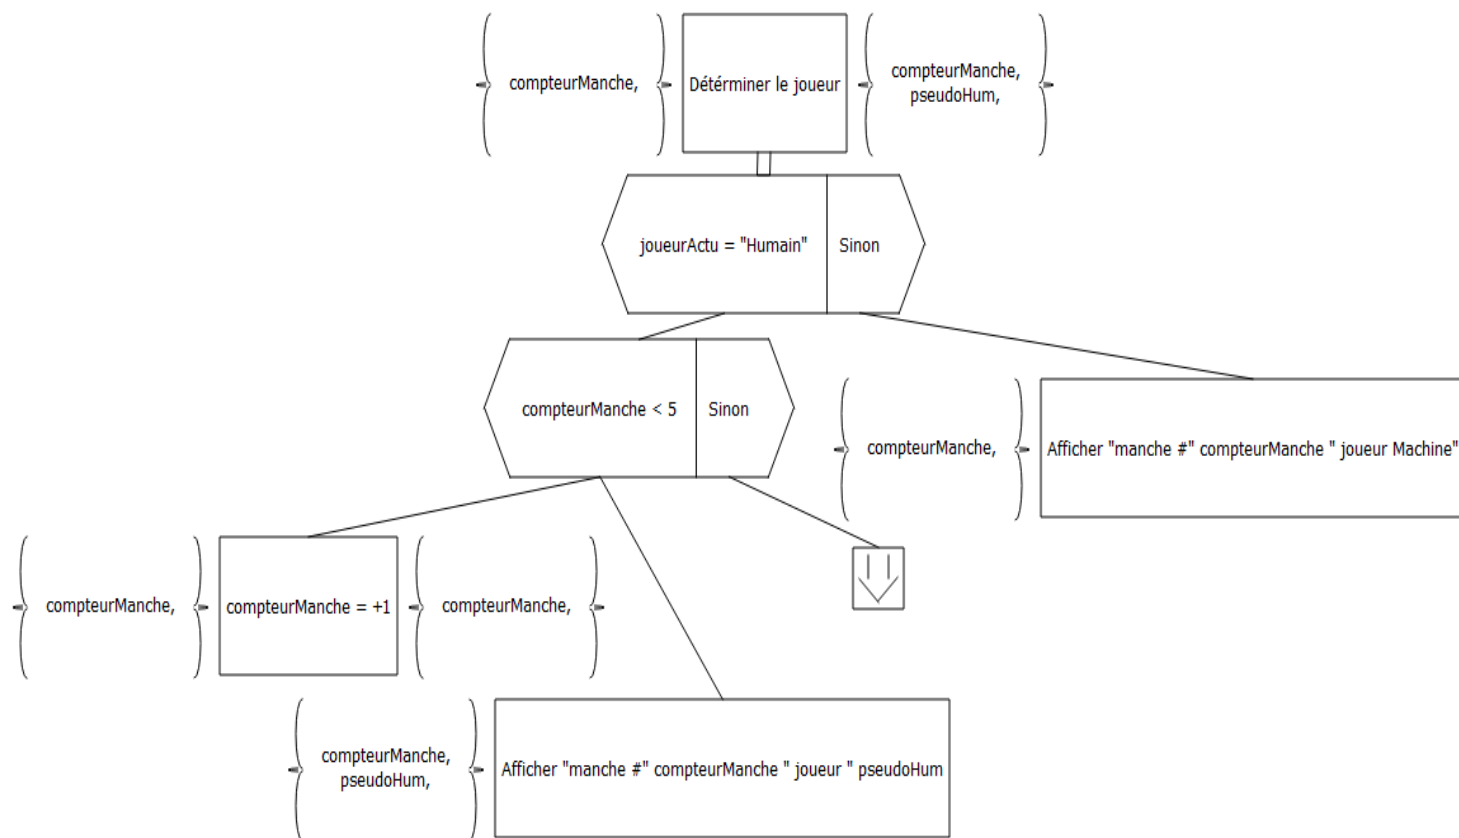 compteurManche,
Détérminer le joueur
compteurManche,
pseudoHum,
joueurActu = "Humain"
Sinon
compteurManche < 5
Sinon
compteurManche,
Afficher "manche #" compteurManche " joueur Machine"
compteurManche,
compteurManche = +1
compteurManche,
compteurManche,
pseudoHum,
Afficher "manche #" compteurManche " joueur " pseudoHum